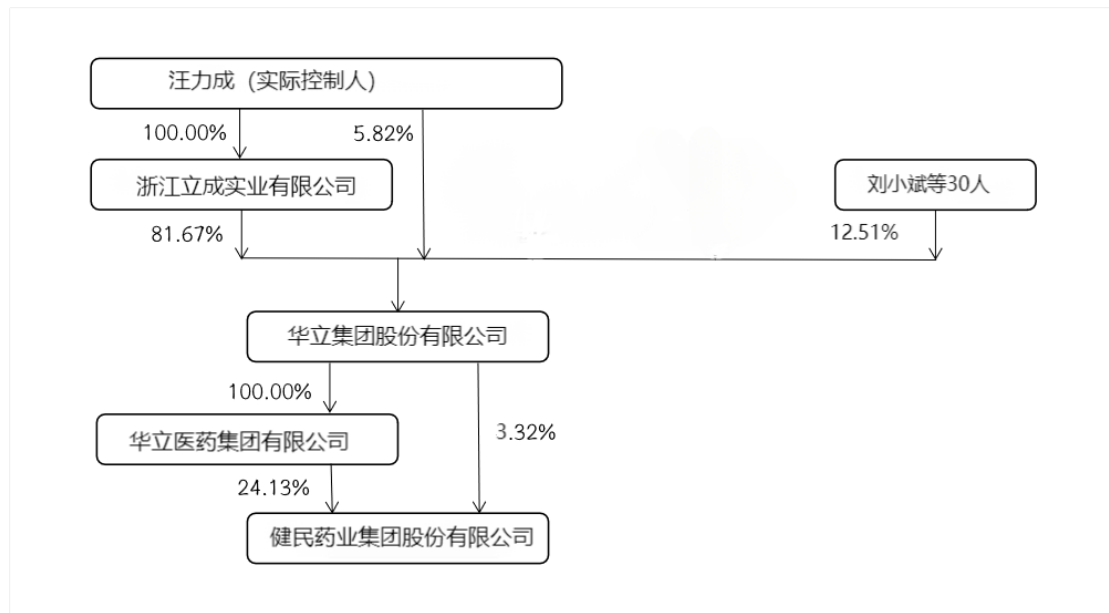 汪力成（实际控制人）
100.00%
5.82%
浙江立成实业有限公司
刘小斌等30人
81.67%
12.51%
华立集团股份有限公司
100.00%
3.32%
华立医药集团有限公司
24.13%
健民药业集团股份有限公司